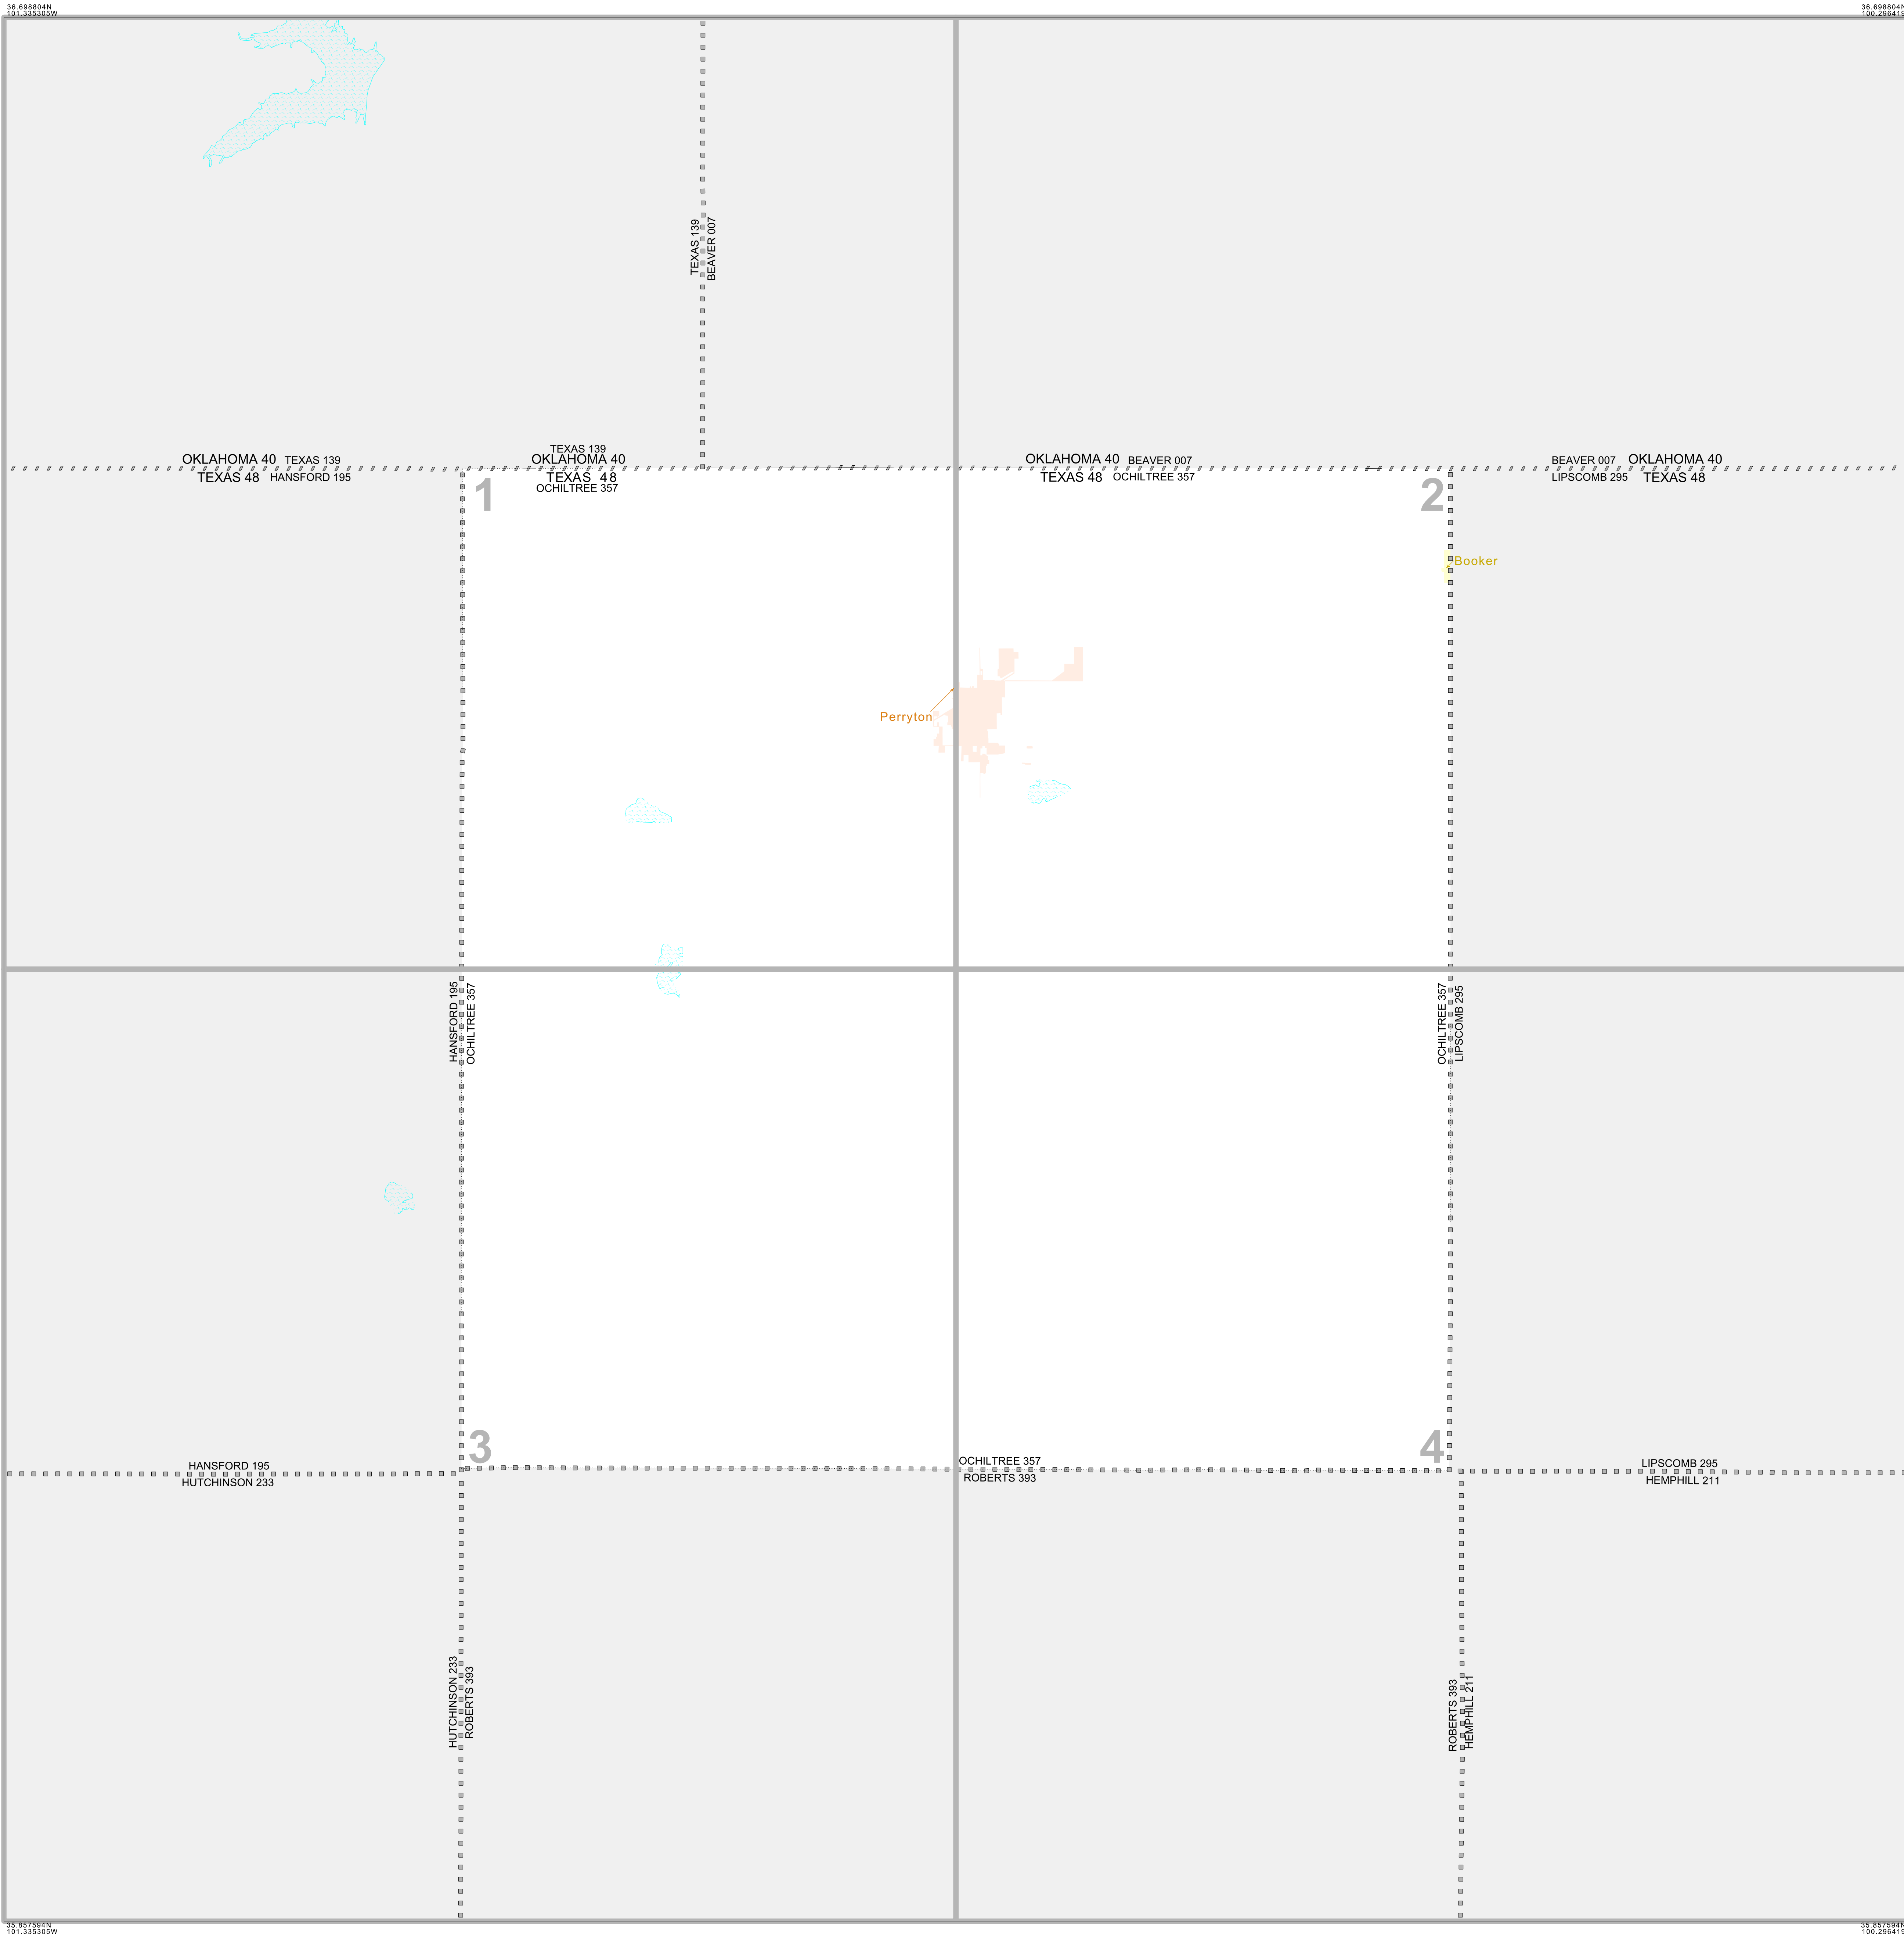 36.698804N
101.335305W
36.698804N
100.296419
TEXAS 139
BEAVER 007
OKLAHOMA 40 TEXAS 139
TEXAS 48 HANSFORD 195
TEXAS 139
OKLAHOMA 40
TEXAS 48
OCHILTREE 357
OKLAHOMA 40 BEAVER 007
TEXAS 48 OCHILTREE 357
BEAVER 007 OKLAHOMA 40
LIPSCOMB 295 TEXAS 48
1
2
Booker
Perryton
HANSFORD 195
OCHILTREE 357
OCHILTREE 357
LIPSCOMB 295
3
4
HANSFORD 195
HUTCHINSON 233
OCHILTREE 357
ROBERTS 393
LIPSCOMB 295
HEMPHILL 211
HUTCHINSON 233
ROBERTS 393
ROBERTS 393
HEMPHILL 211
35.857594N
101.335305W
35.857594N
100.296419